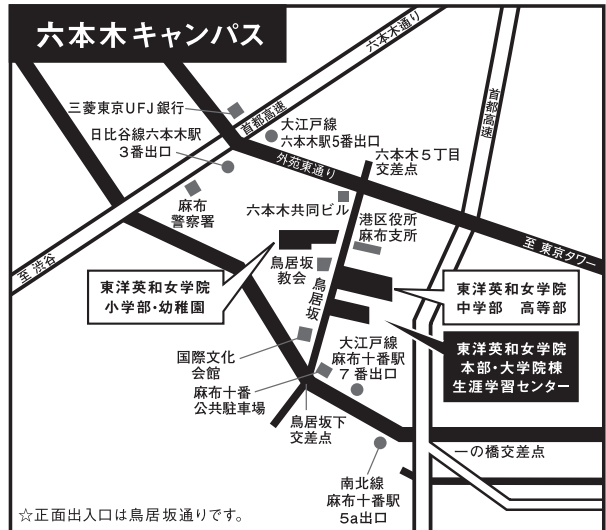 六本木キャンパス
六本木通り
首都高速
三菱東京UFJ銀行
首都高速
大江戸線
六本木駅5番出口
日比谷線六本木駅
3番出口
六本木5丁目
交差点
外苑東通り
麻布
警察署
六本木共同ビル
港区役所
麻布支所
至 東京タワー
至 渋谷
鳥居坂
教会
鳥居坂
東洋英和女学院
小学部・幼稚園
東洋英和女学院
中学部 高等部
東洋英和女学院
本部・大学院棟
生涯学習センター
国際文化
会館
大江戸線
麻布十番駅
7番出口
麻布十番
公共駐車場
鳥居坂下
交差点
一の橋交差点
南北線
麻布十番駅
5a出口
☆正面出入口は鳥居坂通りです。